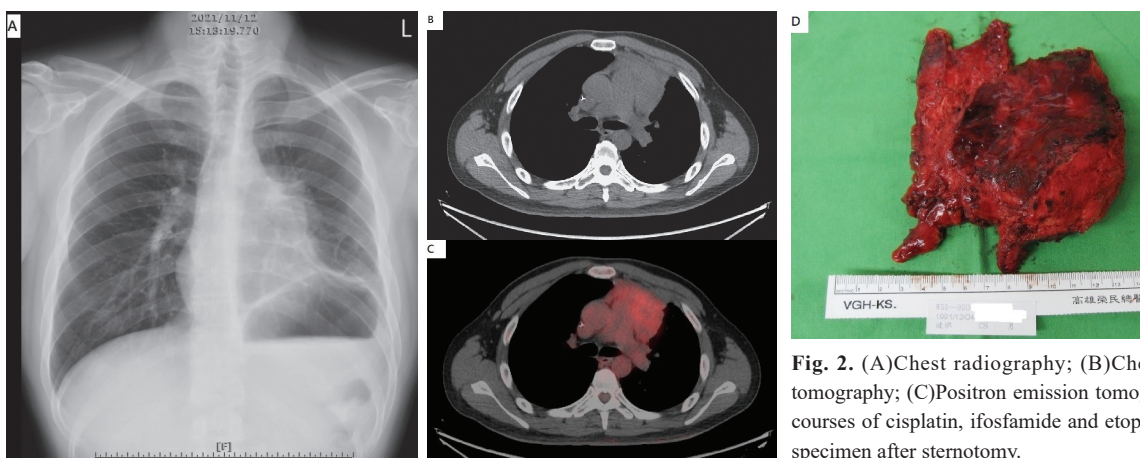 A
2021/11/12
15:13:19.770
L
[F]
B
C
D
VGH-KS.
高雄榮民總醫
Fig. 2. (A)Chest radiography; (B)Che
tomography; (C)Positron emission tomo
courses of cisplatin, ifosfamide and etop
specimen after sternotomy.